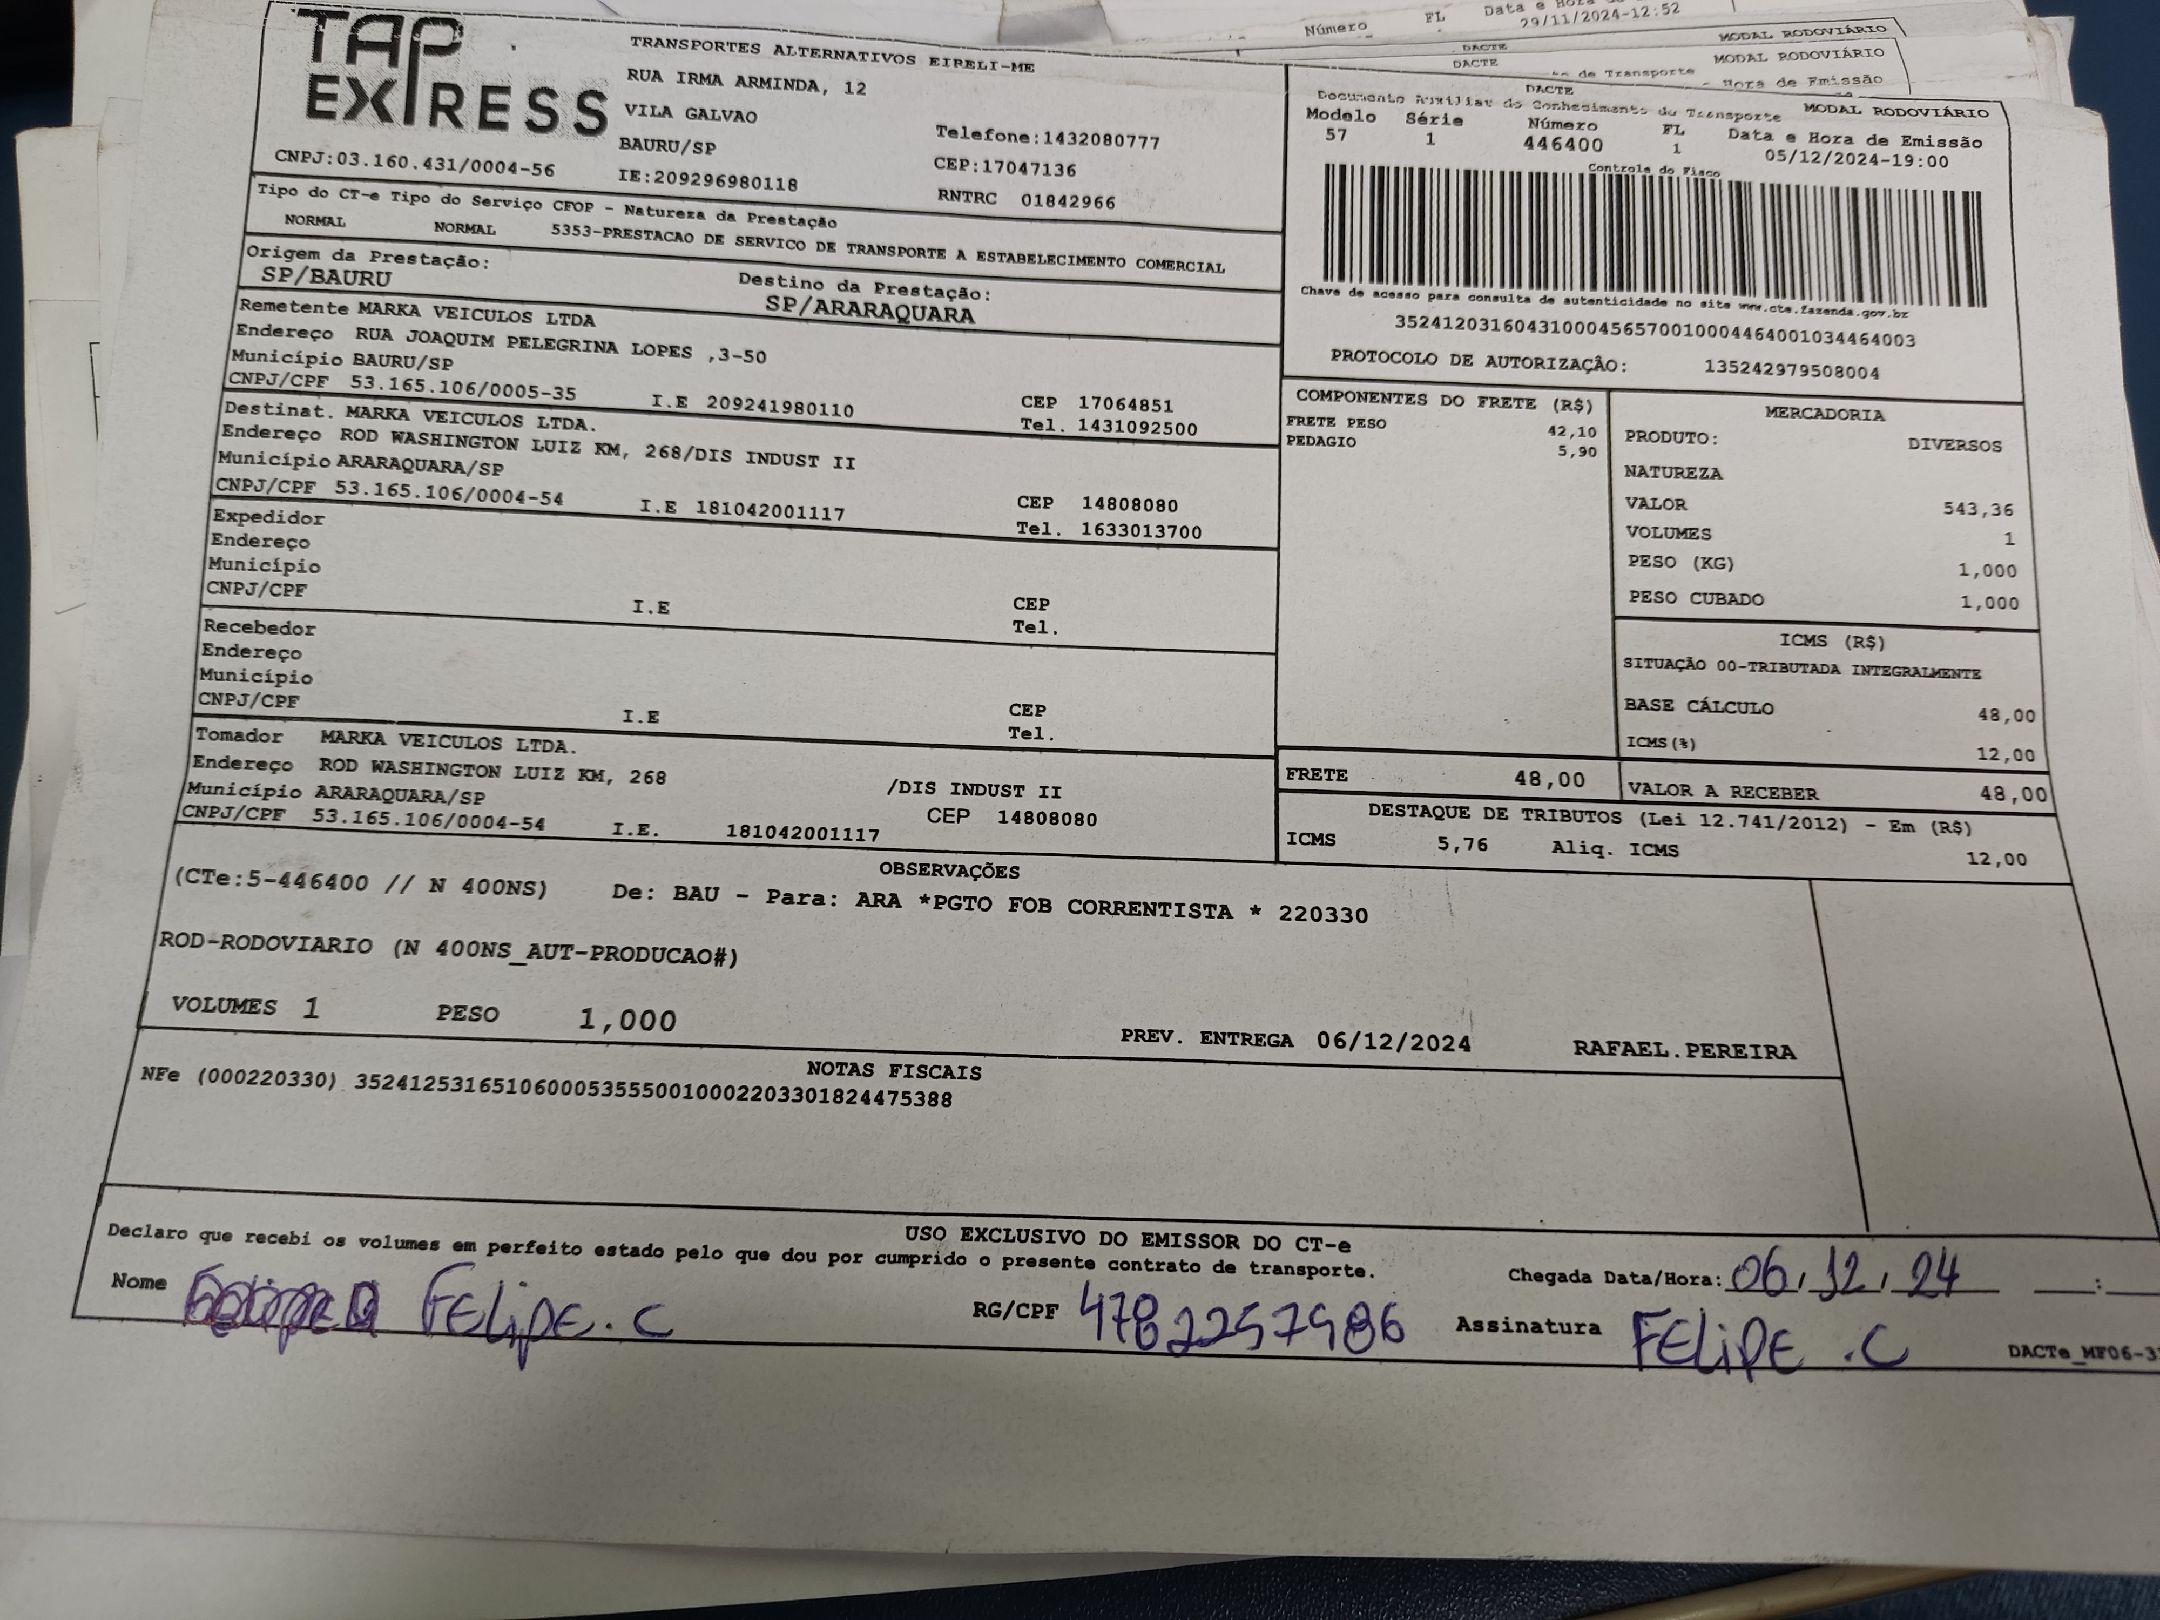 Número FL Data e Hora
29/11/2024-12:52
DACTE MODAL RODOVIÁRIO
DACTE MODAL RODOVIÁRIO
de Transporte Hora de Emissão
TAP
EXPRESS
CNPJ:03.160.431/0004-56
TRANSPORTES ALTERNATIVOS EIRELI-ME
RUA IRMA ARMINDA, 12
VILA GALVAO
BAURU/SP
IE:209296980118
Telefone:1432080777
CEP:17047136
RNTRC 01842966
DACTE
Documento Auxiliar do Conhecimento de Transporte
MODAL RODOVIÁRIO
Modelo Série Número FL Data e Hora de Emissão
57 1 446400 1 05/12/2024-19:00
Controle do Fisco
Chave de acesso para consulta de autenticidade no site www.cte.fazenda.gov.br
35241203160431000456570010004464001034464003
PROTOCOLO DE AUTORIZAÇÃO: 135242979508004
Tipo do CT-e Tipo do Serviço CFOP - Natureza da Prestação
NORMAL NORMAL 5353-PRESTACAO DE SERVICO DE TRANSPORTE A ESTABELECIMENTO COMERCIAL
Origem da Prestação: Destino da Prestação:
SP/BAURU SP/ARARAQUARA
Remetente MARKA VEICULOS LTDA
Endereço RUA JOAQUIM PELEGRINA LOPES ,3-50
Município BAURU/SP CEP 17064851
CNPJ/CPF 53.165.106/0005-35 I.E 209241980110 Tel. 1431092500
Destinat. MARKA VEICULOS LTDA.
Endereço ROD WASHINGTON LUIZ KM, 268/DIS INDUST II
Município ARARAQUARA/SP CEP 14808080
CNPJ/CPF 53.165.106/0004-54 I.E 181042001117 Tel. 1633013700
Expedidor
Endereço
Município CEP
CNPJ/CPF I.E Tel.
Recebedor
Endereço
Município CEP
CNPJ/CPF I.E Tel.
Tomador MARKA VEICULOS LTDA.
Endereço ROD WASHINGTON LUIZ KM, 268 /DIS INDUST II
Município ARARAQUARA/SP CEP 14808080
CNPJ/CPF 53.165.106/0004-54 I.E. 181042001117
COMPONENTES DO FRETE (R$)
FRETE PESO 42,10
PEDAGIO 5,90
MERCADORIA
PRODUTO: DIVERSOS
NATUREZA
VALOR 543,36
VOLUMES 1
PESO (KG) 1,000
PESO CUBADO 1,000
ICMS (R$)
SITUAÇÃO 00-TRIBUTADA INTEGRALMENTE
BASE CÁLCULO 48,00
ICMS(%) 12,00
FRETE 48,00 VALOR A RECEBER 48,00
DESTAQUE DE TRIBUTOS (Lei 12.741/2012) - Em (R$)
ICMS 5,76 Aliq. ICMS 12,00
OBSERVAÇÕES
(CTe:5-446400 // N 400NS) De: BAU - Para: ARA *PGTO FOB CORRENTISTA * 220330
ROD-RODOVIARIO (N 400NS_AUT-PRODUCAO#)
VOLUMES 1 PESO 1,000 PREV. ENTREGA 06/12/2024 RAFAEL.PEREIRA
NOTAS FISCAIS
NFe (000220330) 35241253165106000535550010002203301824475388
USO EXCLUSIVO DO EMISSOR DO CT-e
Declaro que recebi os volumes em perfeito estado pelo que dou por cumprido o presente contrato de transporte.
Chegada Data/Hora: 06/12/24 :
Nome FELIPE.C RG/CPF 4782257986 Assinatura FELIPE.C
DACTe_MF06-3